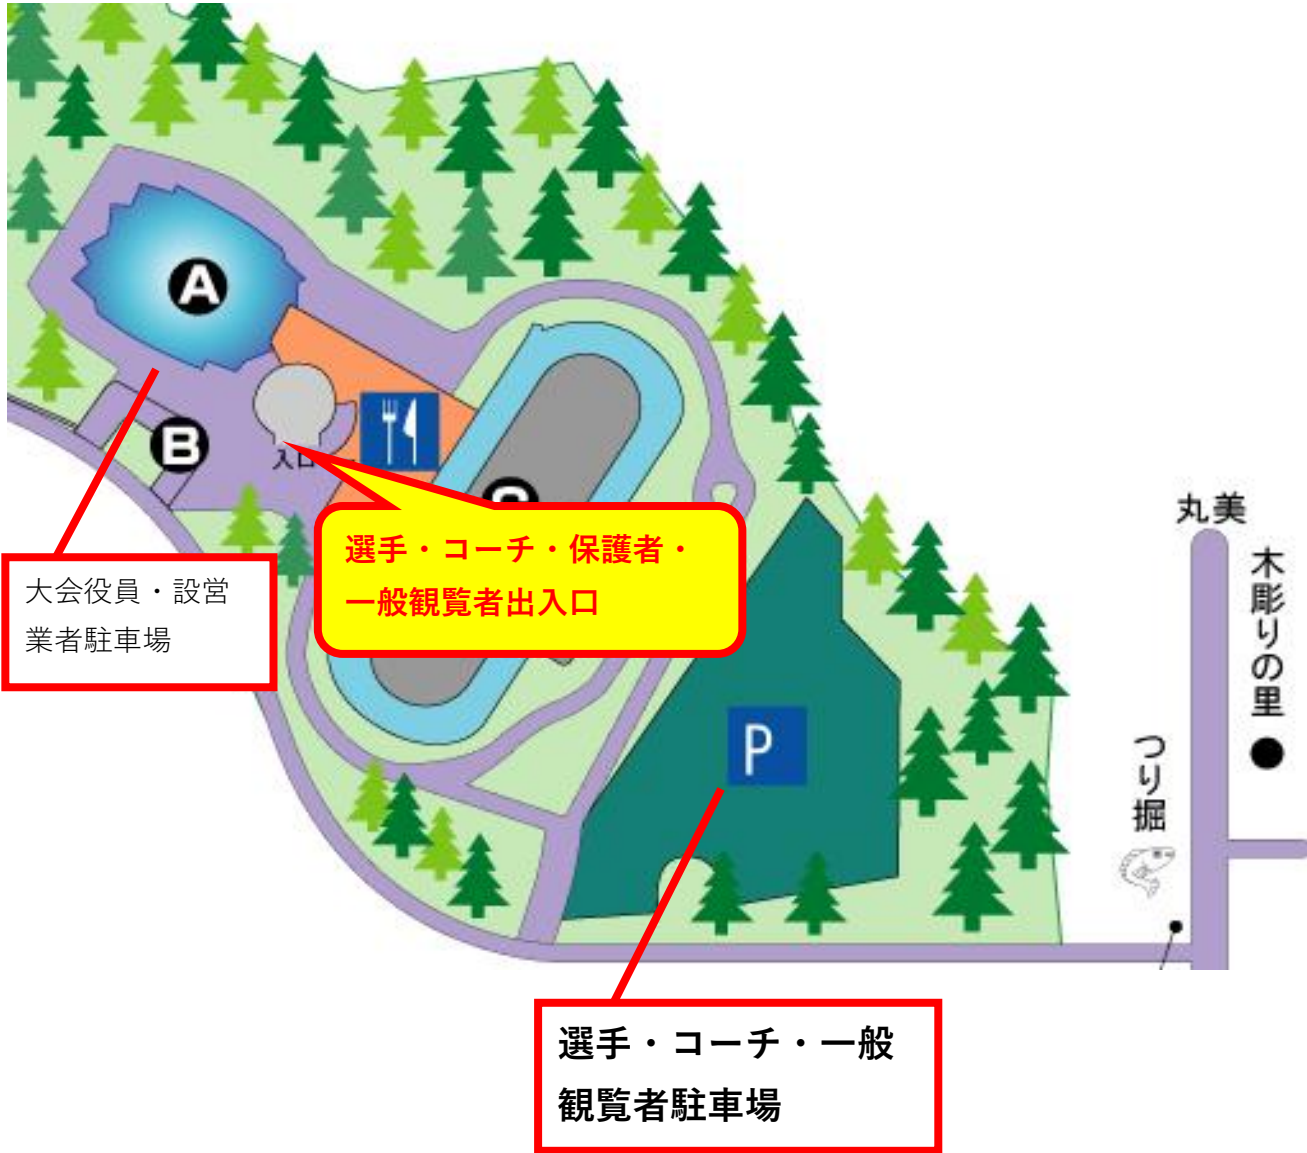 A
B
入口
C
選手・コーチ・保護者・
一般観覧者出入口
大会役員・設営
業者駐車場
丸美
木彫りの里
つり掘
P
選手・コーチ・一般
観覧者駐車場